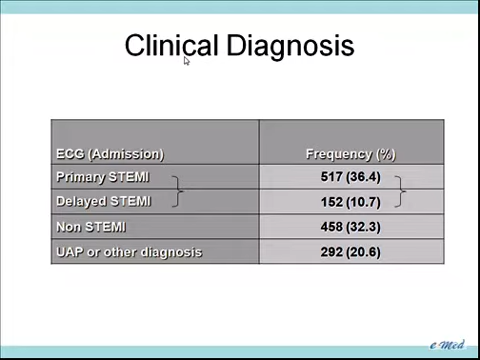 Clinical Diagnosis
ECG (Admission) Frequency (%)
Primary STEMI 517 (36.4)
Delayed STEMI 152 (10.7)
Non STEMI 458 (32.3)
UAP or other diagnosis 292 (20.6)
e Med